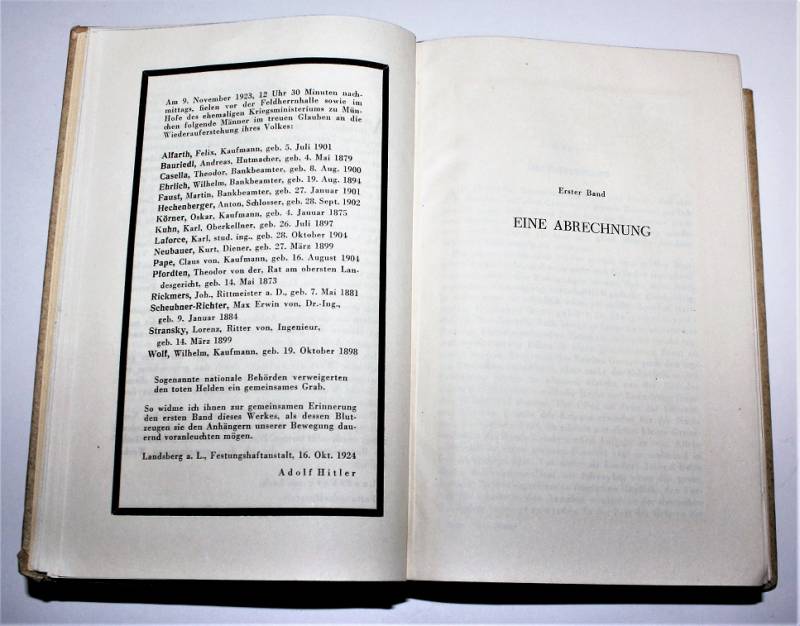 Am 9. November 1923, 12 Uhr 30 Minuten nach-
mittags, fielen vor der Feldherrnhalle sowie im
Hofe des ehemaligen Kriegsministeriums zu Mün-
chen folgende Männer im treuen Glauben an die
Wiederauferstehung ihres Volkes:
Alfarth, Felix, Kaufmann, geb. 5. Juli 1901
Bauriedl, Andreas, Hutmacher, geb. 4. Mai 1879
Casella, Theodor, Bankbeamter, geb. 8. Aug. 1900
Ehrlich, Wilhelm, Bankbeamter, geb. 19. Aug. 1894
Faust, Martin, Bankbeamter, geb. 27. Januar 1901
Hechenberger, Anton, Schlosser, geb. 28. Sept. 1902
Körner, Oskar, Kaufmann, geb. 4. Januar 1875
Kuhn, Karl, Oberkellner, geb. 26. Juli 1897
Laforce, Karl, stud. ing., geb. 28. Oktober 1904
Neubauer, Kurt, Diener, geb. 27. März 1899
Pape, Claus von, Kaufmann, geb. 16. August 1904
Pfordten, Theodor von der, Rat am obersten Lan-
desgericht, geb. 14. Mai 1873
Rickmers, Joh., Rittmeister a. D., geb. 7. Mai 1881
Scheubner-Richter, Max Erwin von, Dr.-Ing.,
geb. 9. Januar 1884
Stransky, Lorenz, Ritter von, Ingenieur,
geb. 14. März 1899
Wolf, Wilhelm, Kaufmann, geb. 19. Oktober 1898
Sogenannte nationale Behörden verweigerten
den toten Helden ein gemeinsames Grab.
So widme ich ihnen zur gemeinsamen Erinnerung
den ersten Band dieses Werkes, als dessen Blut-
zeugen sie den Anhängern unserer Bewegung dau-
ernd voranleuchten mögen.
Landsberg a. L., Festungshaftanstalt, 16. Okt. 1924
Adolf Hitler
Erster Band
EINE ABRECHNUNG